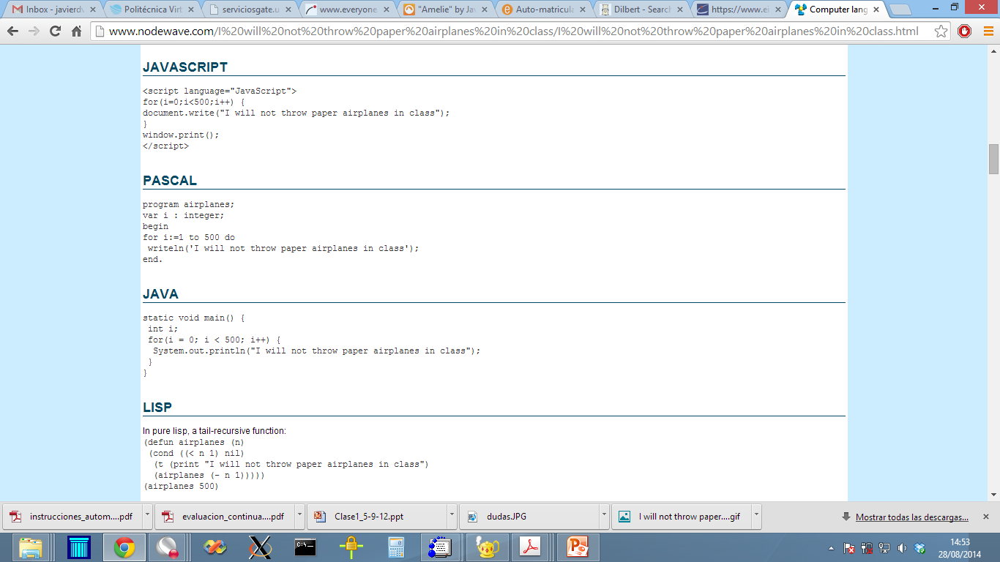 Inbox - javierdv
Politécnica Virt
serviciosgate.u
www.everyone
"Amelie" by Ja
Auto-matricula
Dilbert - Search
https://www.et
Computer lang
www.nodewave.com/I%20will%20not%20throw%20paper%20airplanes%20in%20class/I%20will%20not%20throw%20paper%20airplanes%20in%20class.html
JAVASCRIPT
<script language="JavaScript">
for(i=0;i<500;i++) {
document.write("I will not throw paper airplanes in class");
}
window.print();
</script>
PASCAL
program airplanes;
var i : integer;
begin
for i:=1 to 500 do
writeln('I will not throw paper airplanes in class');
end.
JAVA
static void main() {
int i;
for(i = 0; i < 500; i++) {
System.out.println("I will not throw paper airplanes in class");
}
}
LISP
In pure lisp, a tail-recursive function:
(defun airplanes (n)
(cond ((< n 1) nil)
(t (print "I will not throw paper airplanes in class")
(airplanes (- n 1)))))
(airplanes 500)
instrucciones_autom....pdf
evaluacion_continua....pdf
Clase1_5-9-12.ppt
dudas.JPG
I will not throw paper....gif
Mostrar todas las descargas...
14:53
28/08/2014